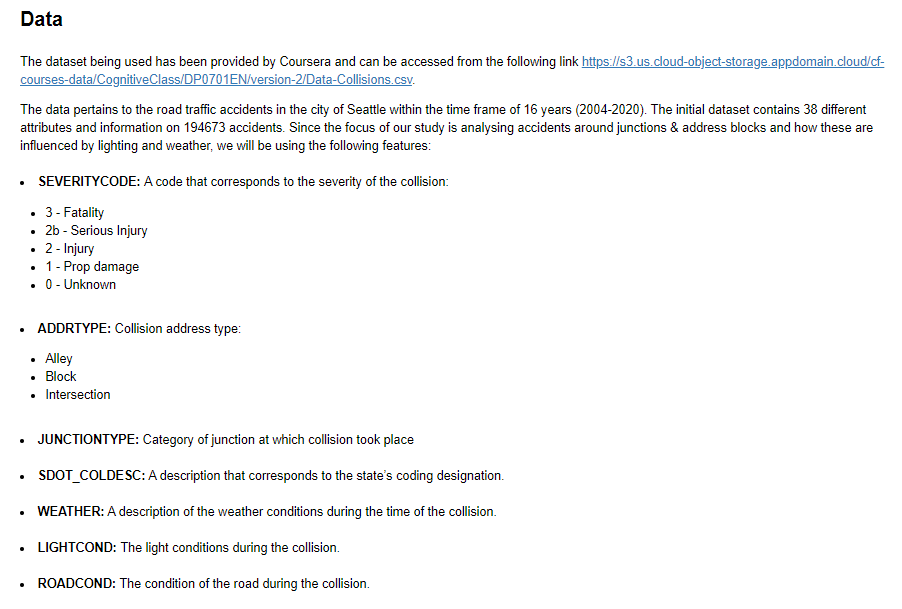 Data
The dataset being used has been provided by Coursera and can be accessed from the following link https://s3.us.cloud-object-storage.appdomain.cloud/cf-
courses-data/CognitiveClass/DP0701EN/version-2/Data-Collisions.csv.
The data pertains to the road traffic accidents in the city of Seattle within the time frame of 16 years (2004-2020). The initial dataset contains 38 different
attributes and information on 194673 accidents. Since the focus of our study is analysing accidents around junctions & address blocks and how these are
influenced by lighting and weather, we will be using the following features:
• SEVERITYCODE: A code that corresponds to the severity of the collision:
• 3 - Fatality
• 2b - Serious Injury
• 2 - Injury
• 1 - Prop damage
• 0 - Unknown
• ADDRTYPE: Collision address type:
• Alley
• Block
• Intersection
• JUNCTIONTYPE: Category of junction at which collision took place
• SDOT_COLDESC: A description that corresponds to the state's coding designation.
• WEATHER: A description of the weather conditions during the time of the collision.
• LIGHTCOND: The light conditions during the collision.
• ROADCOND: The condition of the road during the collision.